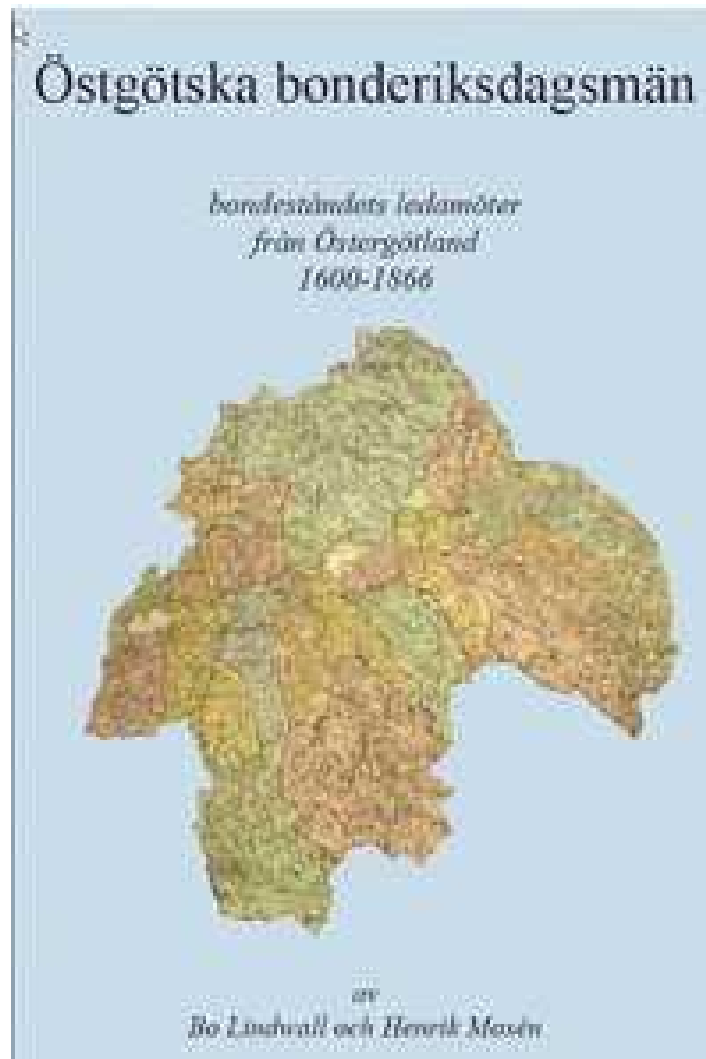 Östgötska bonderiksdagsmän
bondeståndets ledamöter
från Östergötland
1600-1866
av
Bo Lindwall och Henrik Mosén